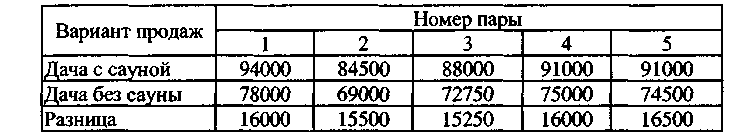 Вариант продаж Номер пары
1 2 3 4 5
Дача с сауной 94000 84500 88000 91000 91000
Дача без сауны 78000 69000 72750 75000 74500
Разница 16000 15500 15250 16000 16500